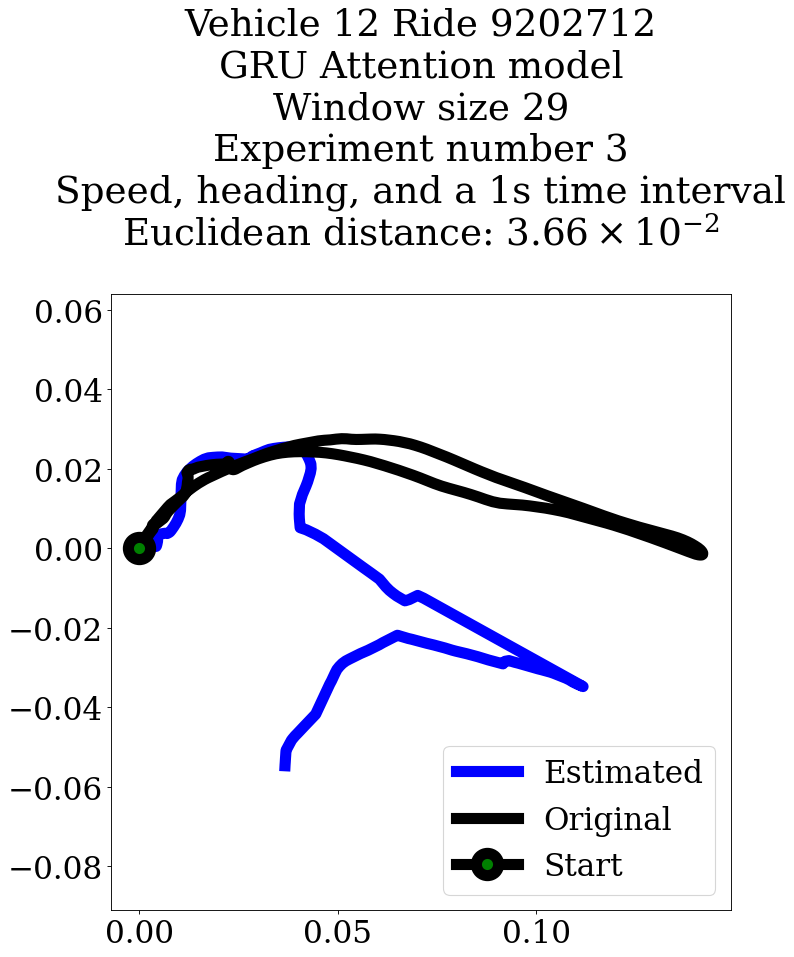 Vehicle 12 Ride 9202712
GRU Attention model
Window size 29
Experiment number 3
Speed, heading, and a 1s time interval
Euclidean distance: 3.66 × 10⁻²
0.06
0.04
0.02
0.00
−0.02
−0.04
−0.06
−0.08
0.00 0.05 0.10
Estimated
Original
Start